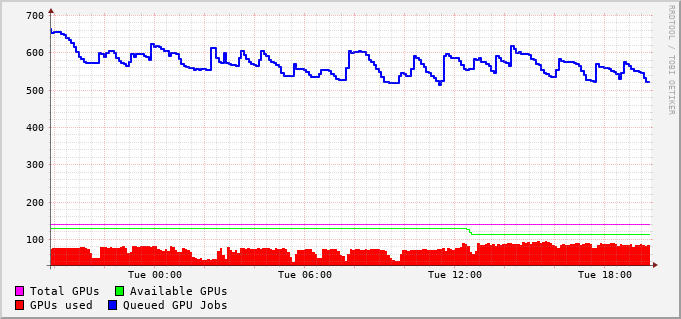 700
600
500
400
300
200
100
Tue 00:00 Tue 06:00 Tue 12:00 Tue 18:00
Total GPUs Available GPUs
GPUs used Queued GPU Jobs
RRDTOOL / TOBI OETIKER